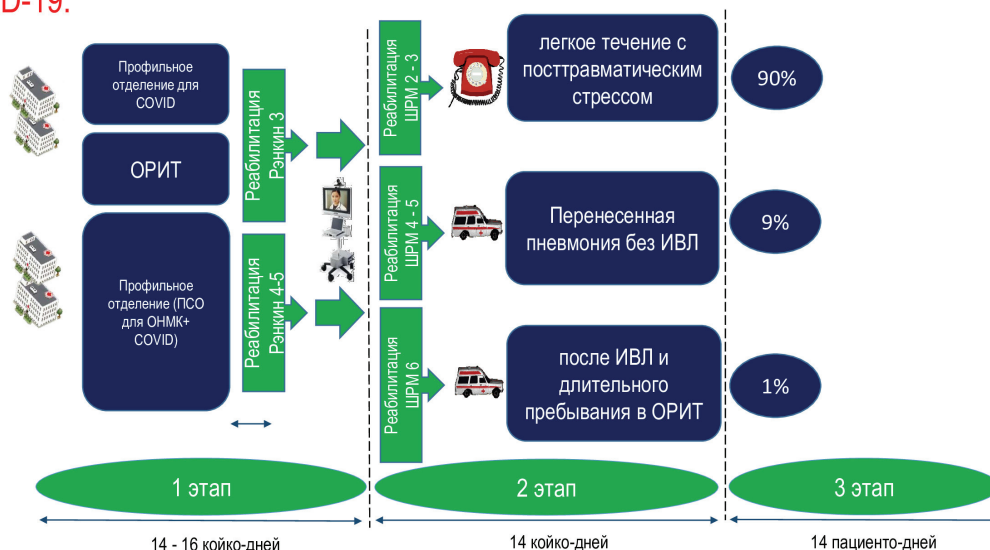 D-19.
Профильное
отделение для
COVID
ОРИТ
Профильное
отделение (ПСО
для ОНМК+
COVID)
Реабилитация
Рэнкин 3
Реабилитация
Рэнкин 4-5
Реабилитация
ШРМ 2 - 3
легкое течение с
посттравматическим
стрессом
90%
Реабилитация
ШРМ 4 - 5
Перенесенная
пневмония без ИВЛ
9%
Реабилитация
ШРМ 6
после ИВЛ и
длительного
пребывания в ОРИТ
1%
1 этап
2 этап
3 этап
14 - 16 койко-дней
14 койко-дней
14 пациенто-дней